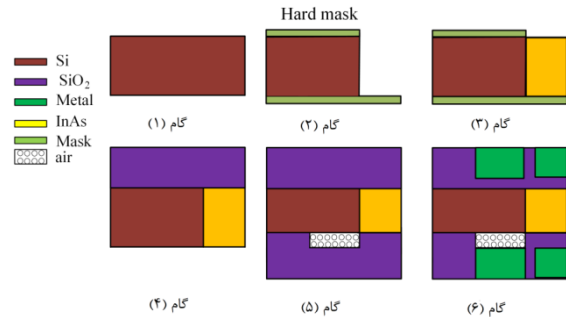 Hard mask
Si
SiO2
Metal
InAs
Mask
air
گام (۱)
گام (۲)
گام (۳)
گام (۴)
گام (۵)
گام (۶)